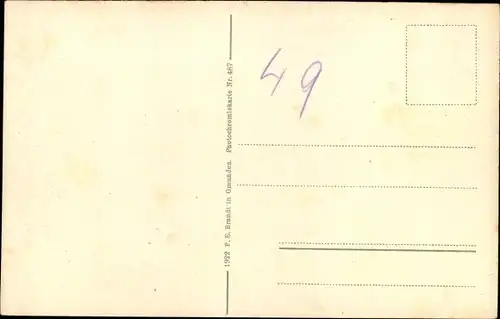 1922 F. E. Brandt in Gmunden. Photochromiekarte Nr. 487
49